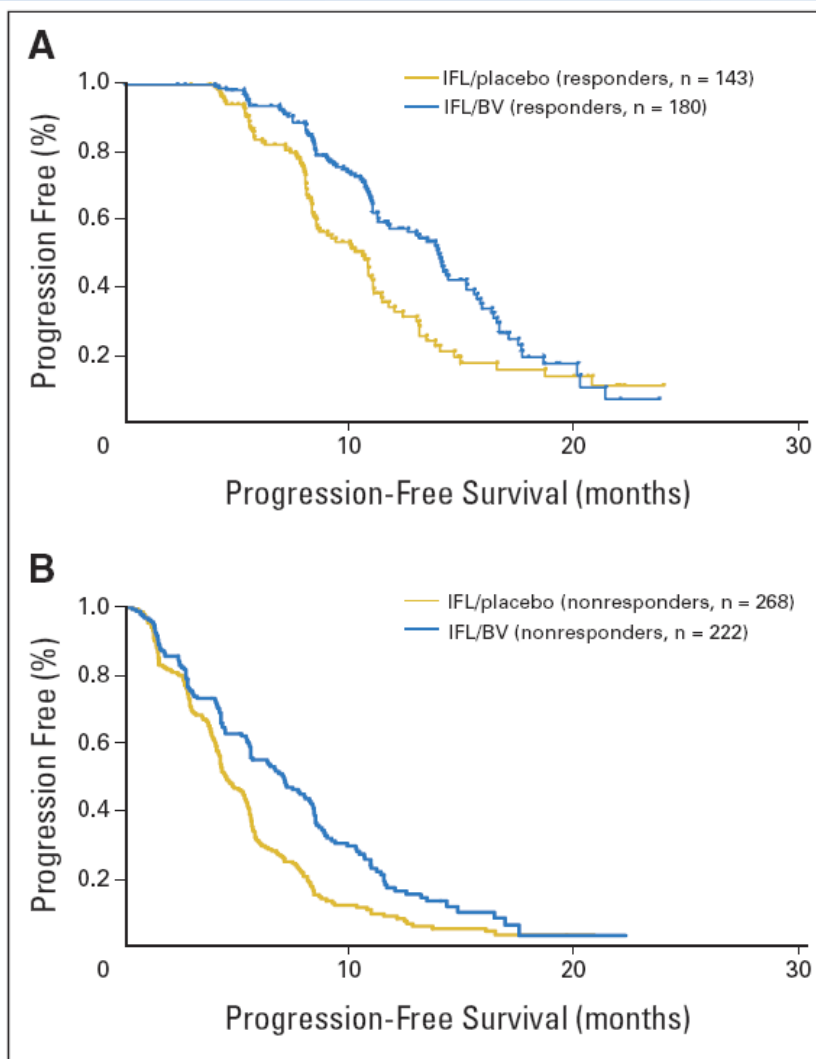 A
IFL/placebo (responders, n = 143)
IFL/BV (responders, n = 180)
Progression Free (%)
1.0
0.8
0.6
0.4
0.2
0
10
20
30
Progression-Free Survival (months)
B
IFL/placebo (nonresponders, n = 268)
IFL/BV (nonresponders, n = 222)
Progression Free (%)
1.0
0.8
0.6
0.4
0.2
0
10
20
30
Progression-Free Survival (months)